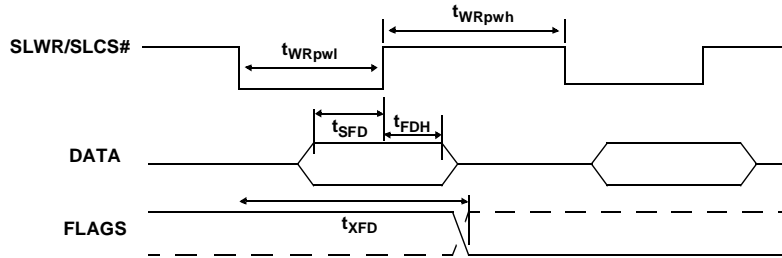 SLWR/SLCS#
tWRpwl
tWRpwh
tSFD
tFDH
DATA
FLAGS
tXFD